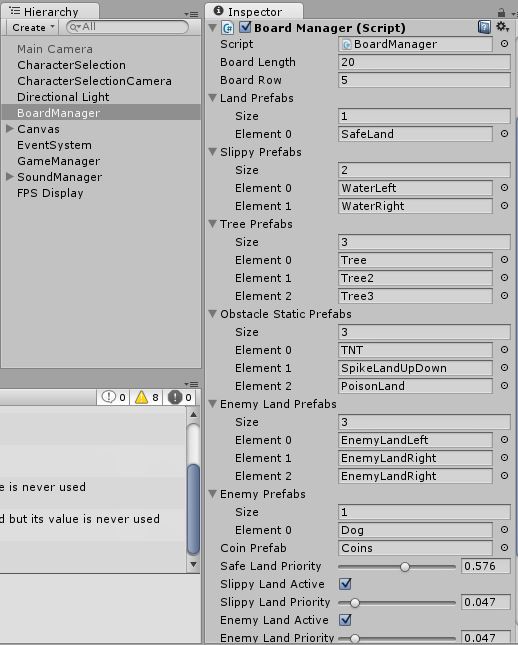 Hierarchy
Create All
Main Camera
CharacterSelection
CharacterSelectionCamera
Directional Light
BoardManager
Canvas
EventSystem
GameManager
SoundManager
FPS Display
0 8 0
e is never used
d but its value is never used
Inspector
Board Manager (Script)
Script BoardManager
Board Length 20
Board Row 5
Land Prefabs
Size 1
Element 0 SafeLand
Slippy Prefabs
Size 2
Element 0 WaterLeft
Element 1 WaterRight
Tree Prefabs
Size 3
Element 0 Tree
Element 1 Tree2
Element 2 Tree3
Obstacle Static Prefabs
Size 3
Element 0 TNT
Element 1 SpikeLandUpDown
Element 2 PoisonLand
Enemy Land Prefabs
Size 3
Element 0 EnemyLandLeft
Element 1 EnemyLandRight
Element 2 EnemyLandRight
Enemy Prefabs
Size 1
Element 0 Dog
Coin Prefab Coins
Safe Land Priority 0.576
Slippy Land Active
Slippy Land Priority 0.047
Enemy Land Active
Enemy Land Priority 0.047